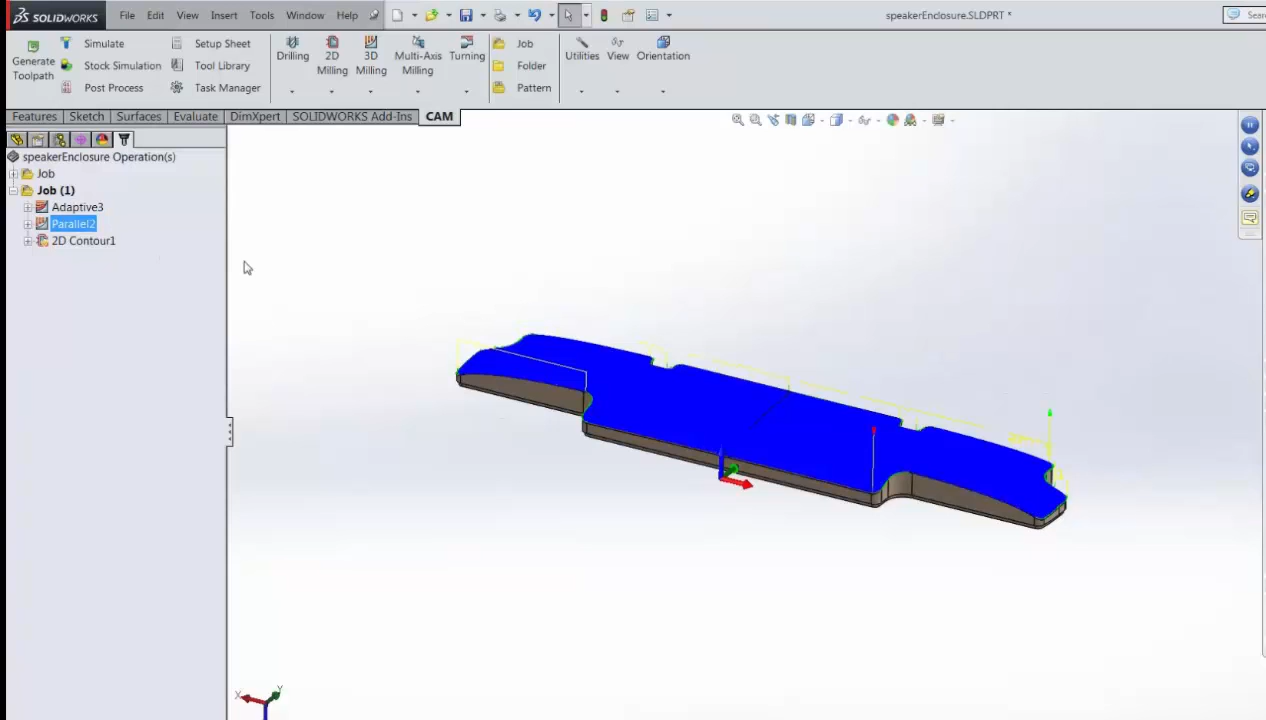 SOLIDWORKS File Edit View Insert Tools Window Help speakerEnclosure.SLDPRT *
Generate Toolpath
Simulate
Stock Simulation
Post Process
Setup Sheet
Tool Library
Task Manager
Drilling
2D Milling
3D Milling
Multi-Axis Milling
Turning
Job
Folder
Pattern
Utilities
View
Orientation
Features Sketch Surfaces Evaluate DimXpert SOLIDWORKS Add-Ins CAM
speakerEnclosure Operation(s)
Job
Job (1)
Adaptive3
Parallel2
2D Contour1
X Y